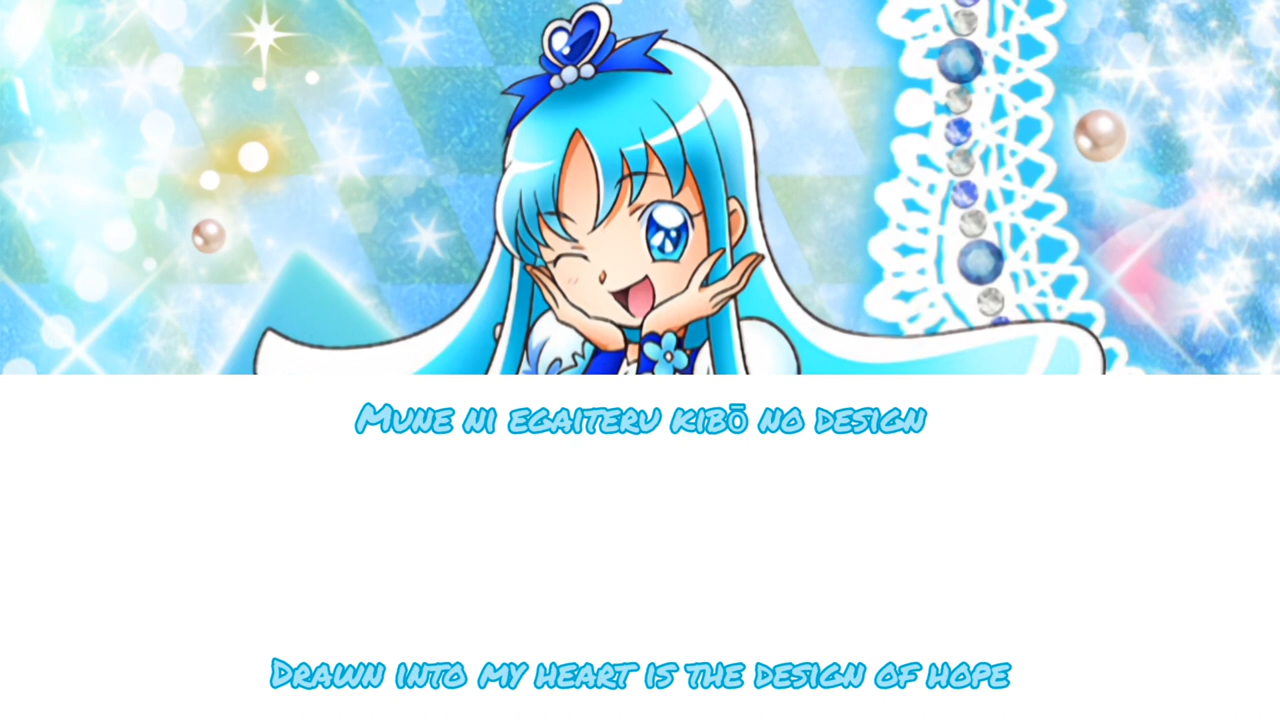 Mune ni egaiteru kibō no design
Drawn into my heart is the design of hope